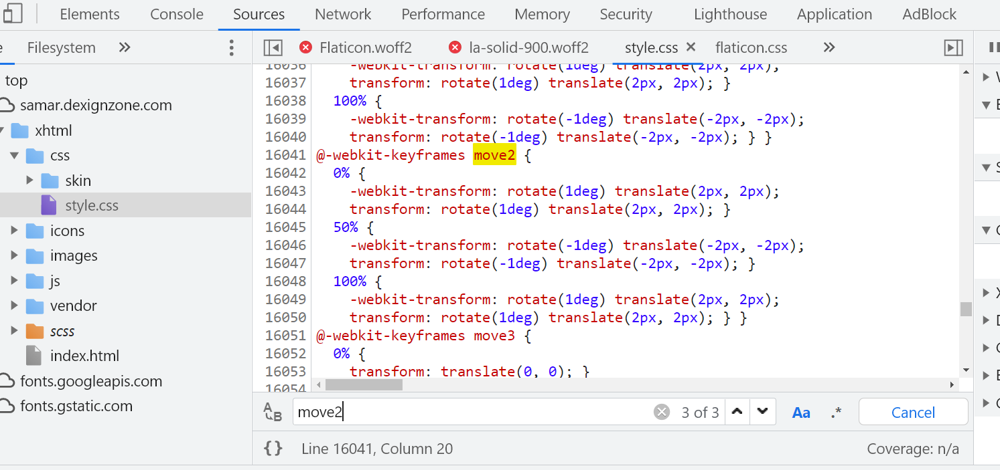 Elements Console Sources Network Performance Memory Security Lighthouse Application AdBlock
Filesystem
Flaticon.woff2 la-solid-900.woff2 style.css flaticon.css
top
samar.dexignzone.com
xhtml
css
skin
style.css
icons
images
js
vendor
scss
index.html
fonts.googleapis.com
fonts.gstatic.com
16036 -webkit-transform: rotate(1deg) translate(2px, 2px);
16037 transform: rotate(1deg) translate(2px, 2px); }
16038 100% {
16039 -webkit-transform: rotate(-1deg) translate(-2px, -2px);
16040 transform: rotate(-1deg) translate(-2px, -2px); } }
16041 @-webkit-keyframes move2 {
16042 0% {
16043 -webkit-transform: rotate(1deg) translate(2px, 2px);
16044 transform: rotate(1deg) translate(2px, 2px); }
16045 50% {
16046 -webkit-transform: rotate(-1deg) translate(-2px, -2px);
16047 transform: rotate(-1deg) translate(-2px, -2px); }
16048 100% {
16049 -webkit-transform: rotate(1deg) translate(2px, 2px);
16050 transform: rotate(1deg) translate(2px, 2px); } }
16051 @-webkit-keyframes move3 {
16052 0% {
16053 transform: translate(0, 0); }
16054
move2 3 of 3 Aa .* Cancel
{} Line 16041, Column 20 Coverage: n/a